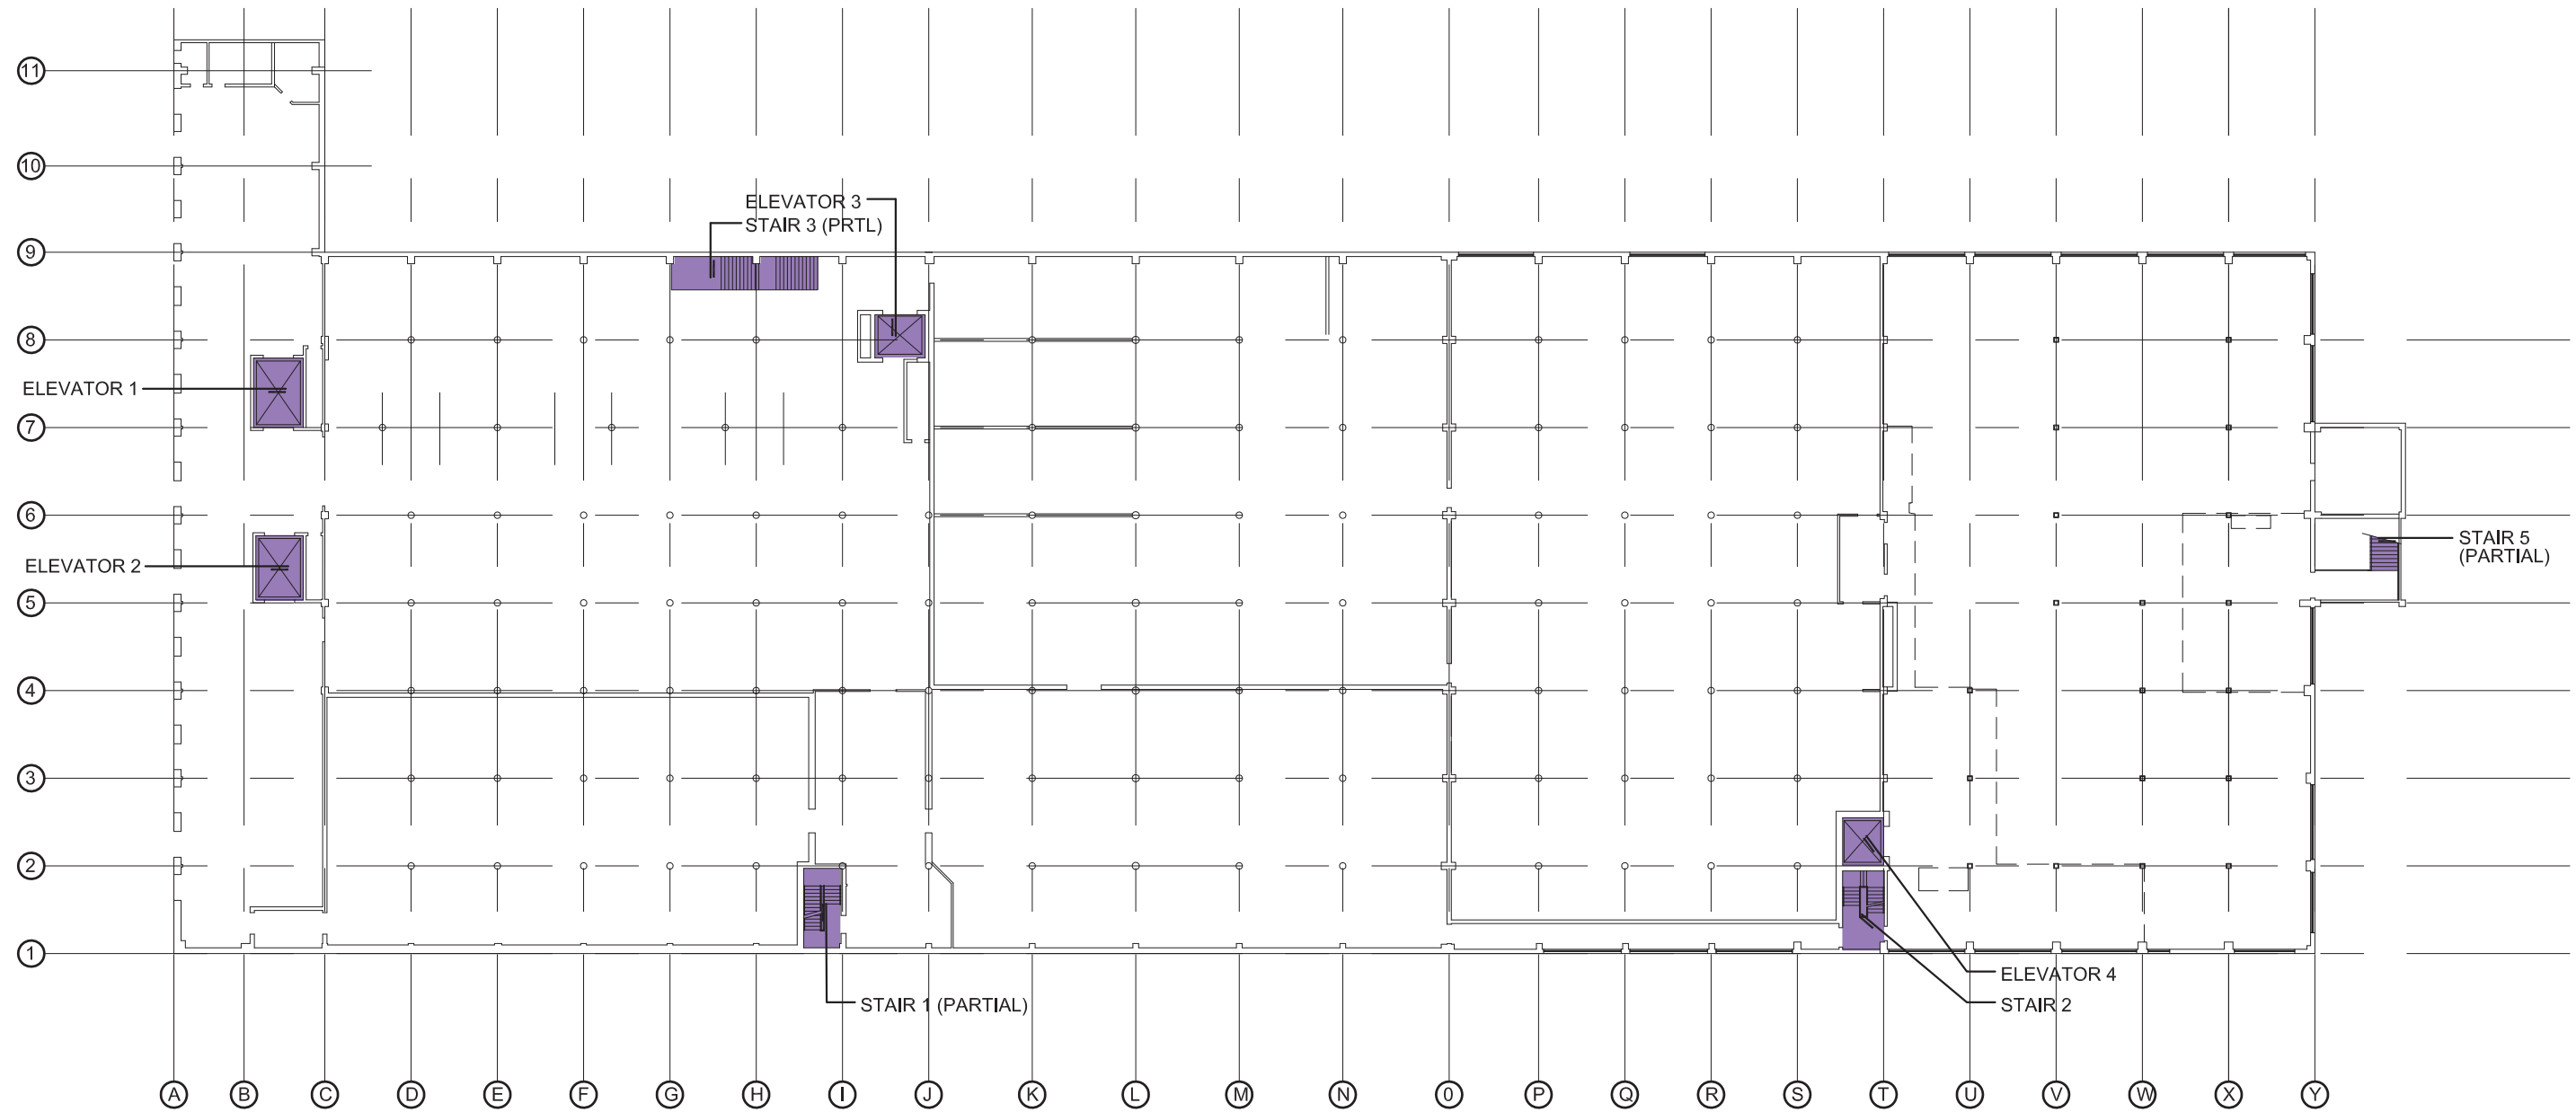 11
10
ELEVATOR 3
STAIR 3 (PRTL)
9
8
ELEVATOR 1
7
6
STAIR 5
(PARTIAL)
ELEVATOR 2
5
4
3
2
1
ELEVATOR 4
STAIR 1 (PARTIAL)
STAIR 2
A B C D E F G H I J K L M N 0 P Q R S T U V W X Y